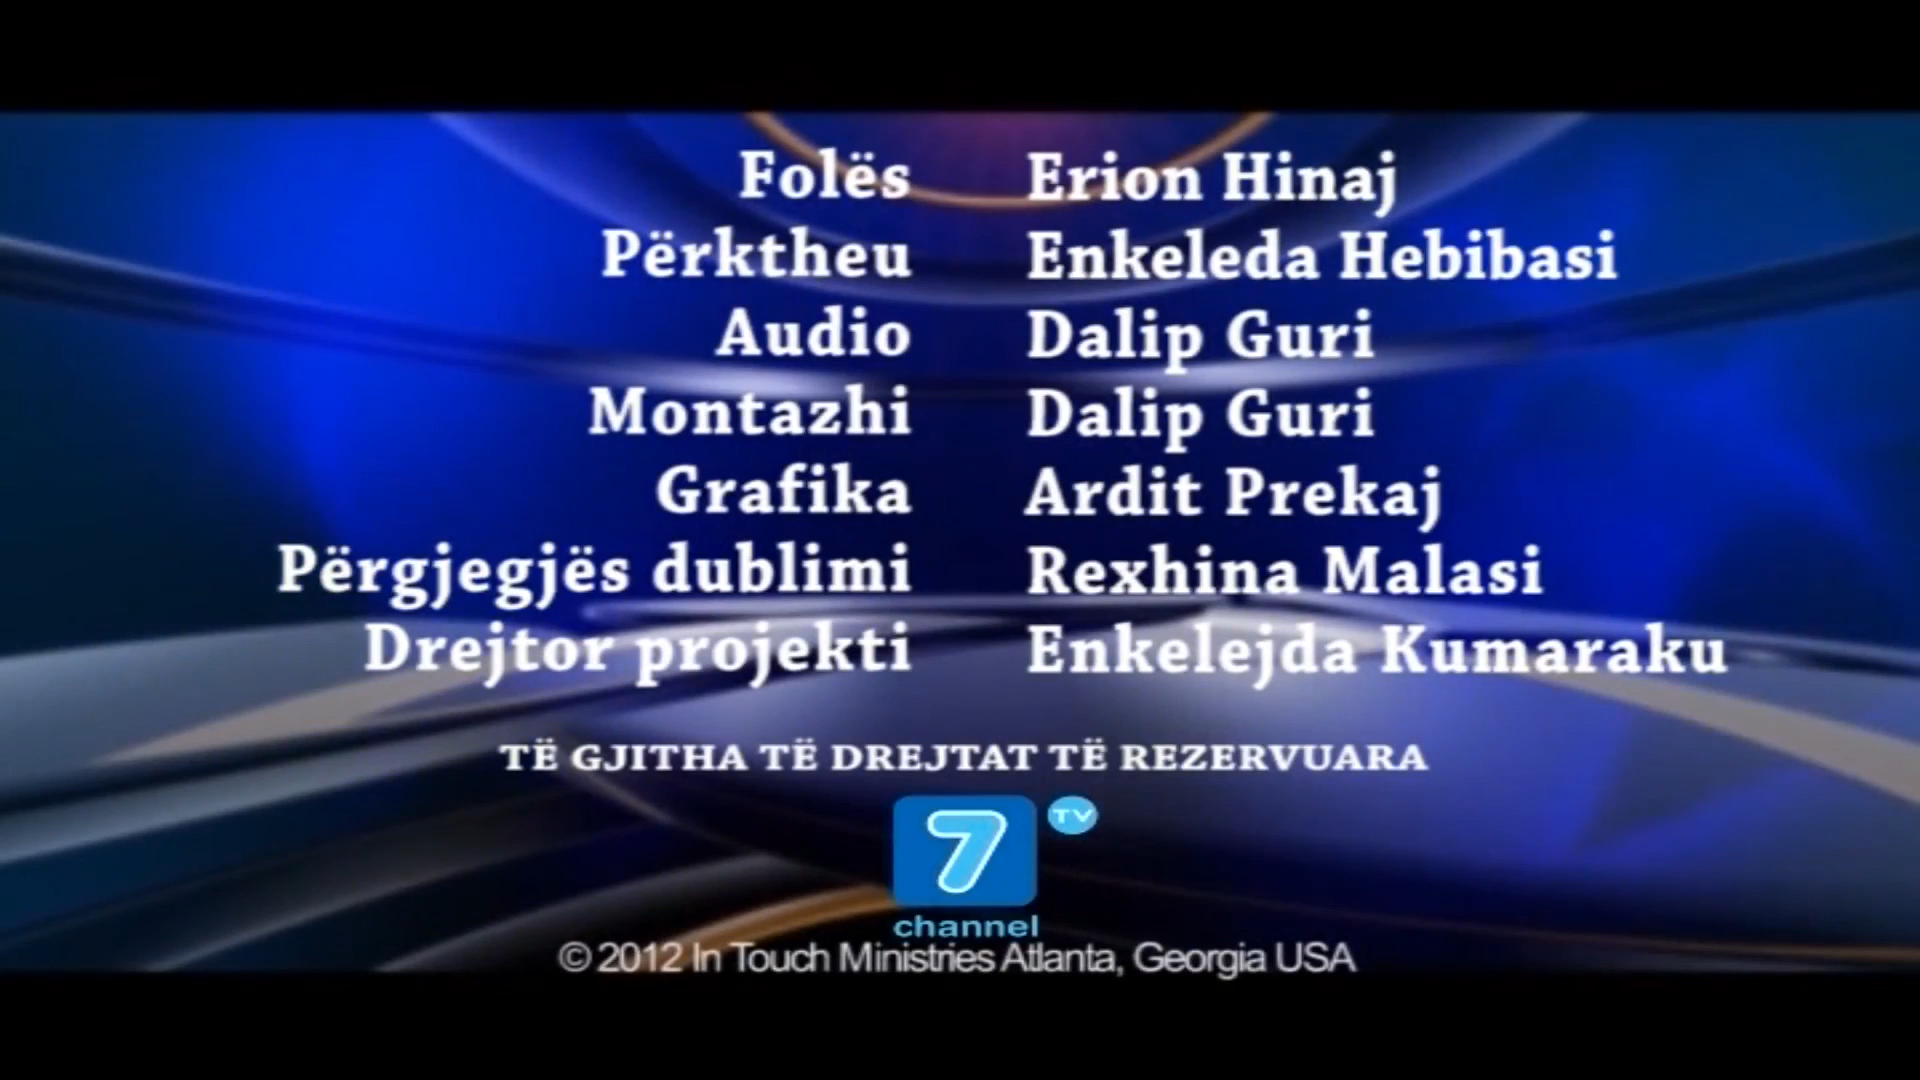 Folës Erion Hinaj
Përktheu Enkeleda Hebibasi
Audio Dalip Guri
Montazhi Dalip Guri
Grafika Ardit Prekaj
Përgjegjës dublimi Rexhina Malasi
Drejtor projekti Enkelejda Kumaraku
TË GJITHA TË DREJTAT TË REZERVUARA
7 TV
channel
© 2012 In Touch Ministries Atlanta, Georgia USA